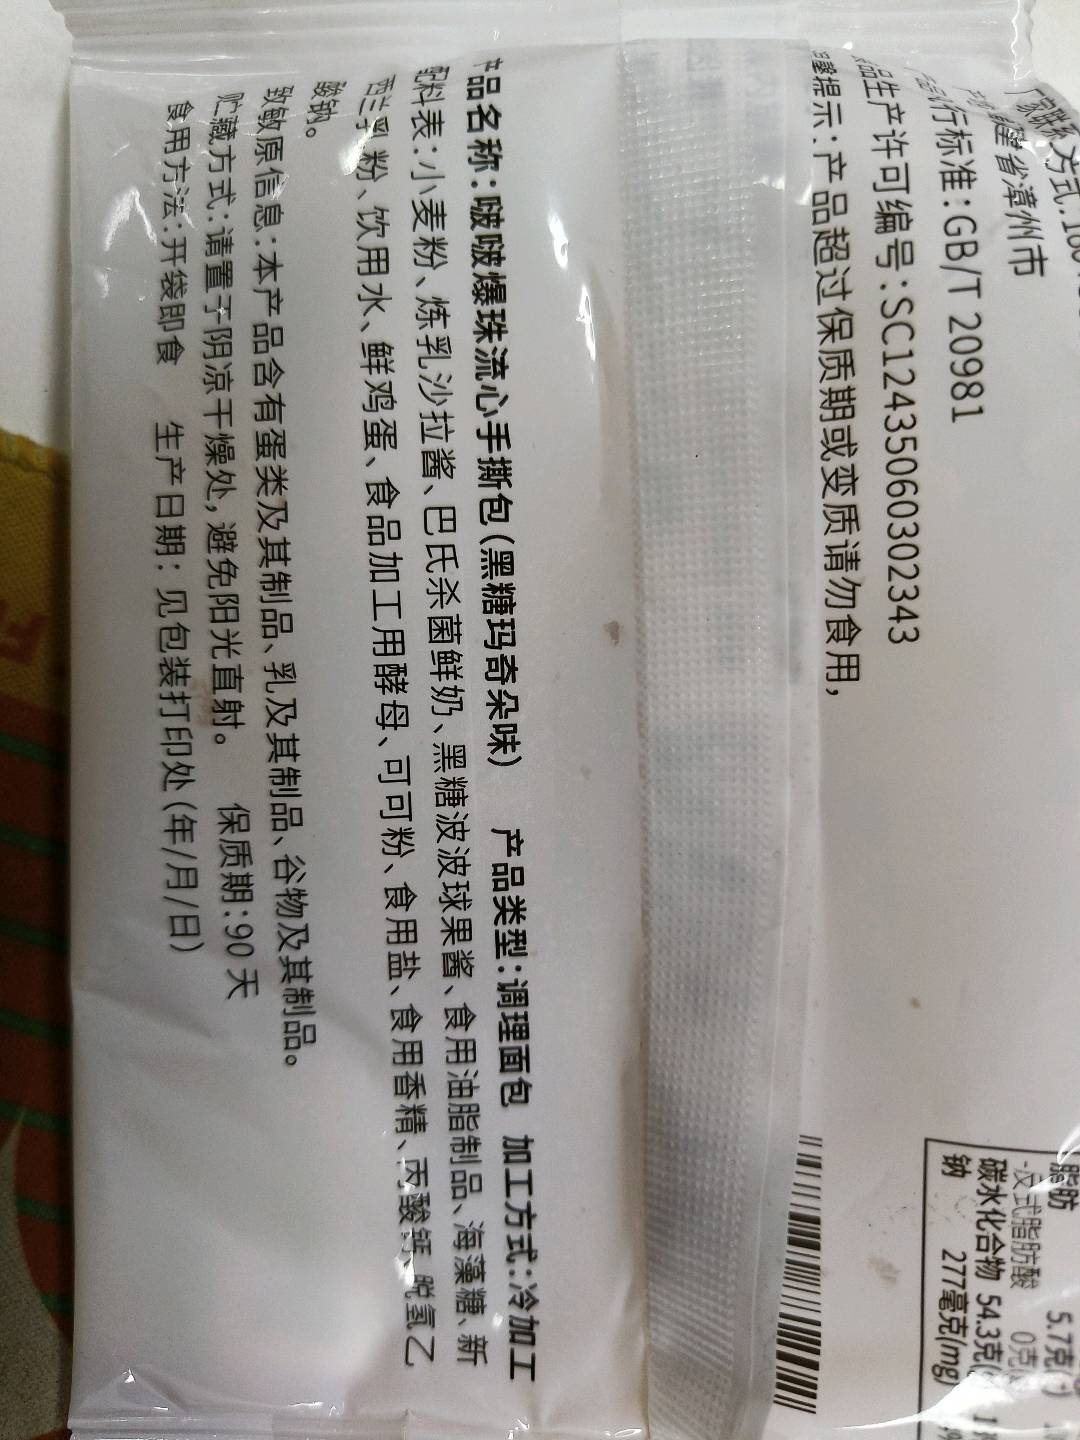 厂家联系方式:
省漳州市
行标准:GB/T 20981
品生产许可编号:SC12435060302343
提示:产品超过保质期或变质请勿食用,
脂肪 5.7克
-反式脂肪酸 0克
碳水化合物 54.3克
钠 277毫克(mg)
产品名称:啵啵爆珠流心手撕包(黑糖玛奇朵味) 产品类型:调理面包 加工方式:冷加工
配料表:小麦粉、炼乳沙拉酱、巴氏杀菌鲜奶、黑糖波波球果酱、食用油脂制品、海藻糖、新
西兰乳粉、饮用水、鲜鸡蛋、食品加工用酵母、可可粉、食用盐、食用香精、丙酸钙、脱氢乙
酸钠。
致敏原信息:本产品含有蛋类及其制品、乳及其制品、谷物及其制品。
贮藏方式:请置于阴凉干燥处,避免阳光直射。 保质期:90天
食用方法:开袋即食 生产日期:见包装打印处(年/月/日)